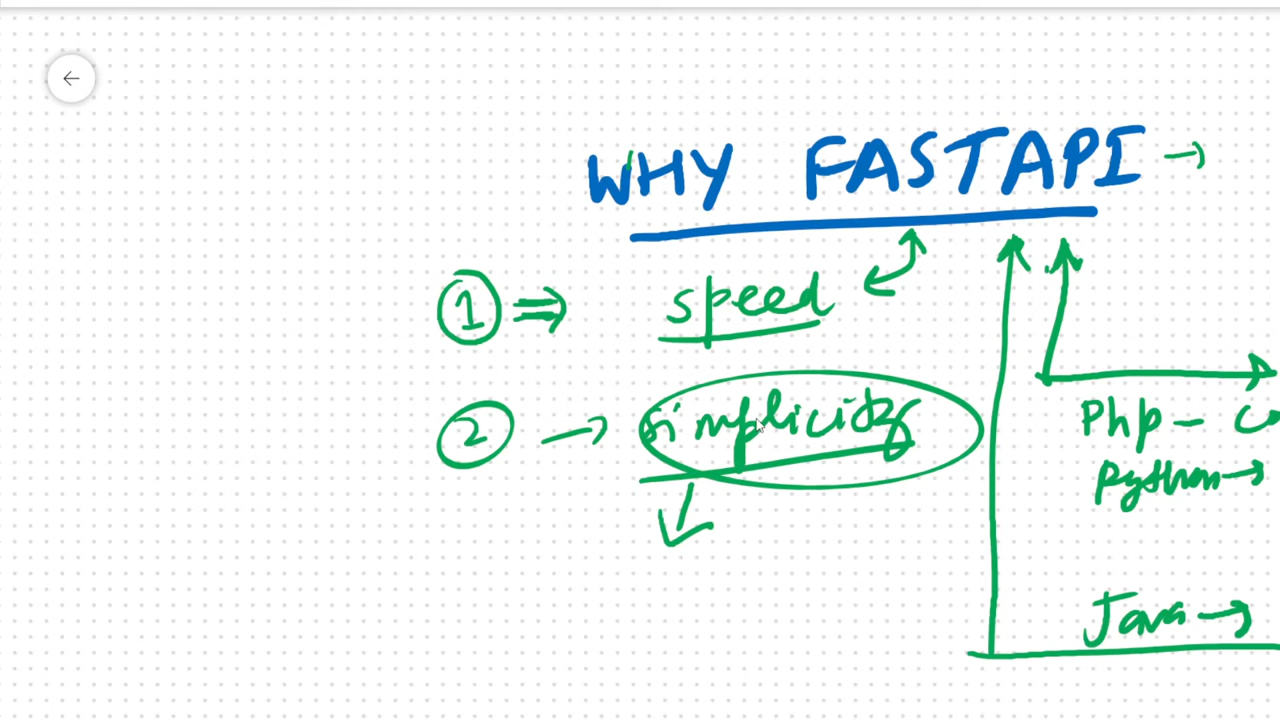 WHY FASTAPI →
① ⇒ speed
② → simplicity
Php -
Python →
Java →